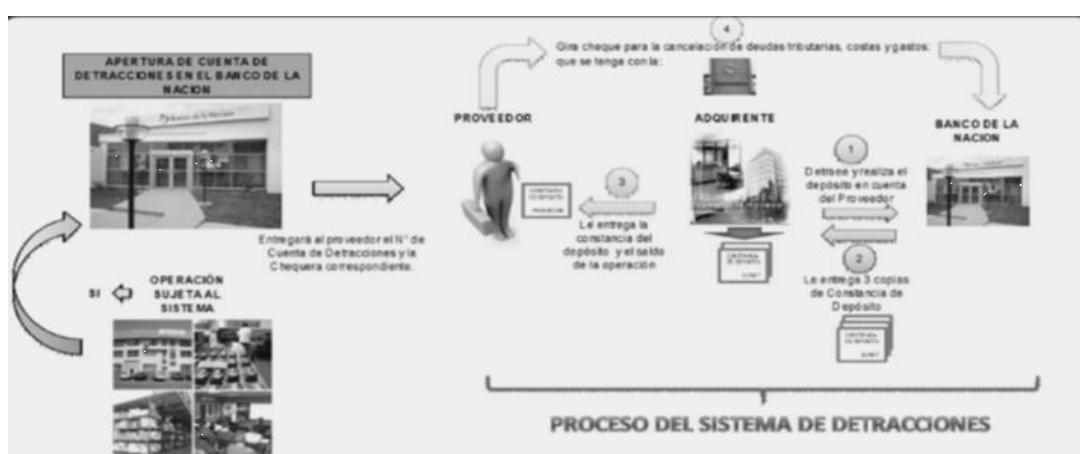 APERTURA DE CUENTA DE
DETRACCIONES EN EL BANCO DE LA
NACION
Entregará al proveedor el N° de
Cuenta de Detracciones y la
Chequera correspondiente.
SI
OPERACIÓN
SUJETA AL
SISTEMA
4
Gira cheque para la cancelación de deudas tributarias, costas y gastos;
que se tenga con la:
PROVEEDOR
ADQUIRENTE
BANCO DE LA
NACION
1
Detrae y realiza el
depósito en cuenta
del Proveedor
3
Le entrega la
constancia del
depósito y el saldo
de la operación
2
Le entrega 3 copias
de Constancia de
Depósito
PROCESO DEL SISTEMA DE DETRACCIONES